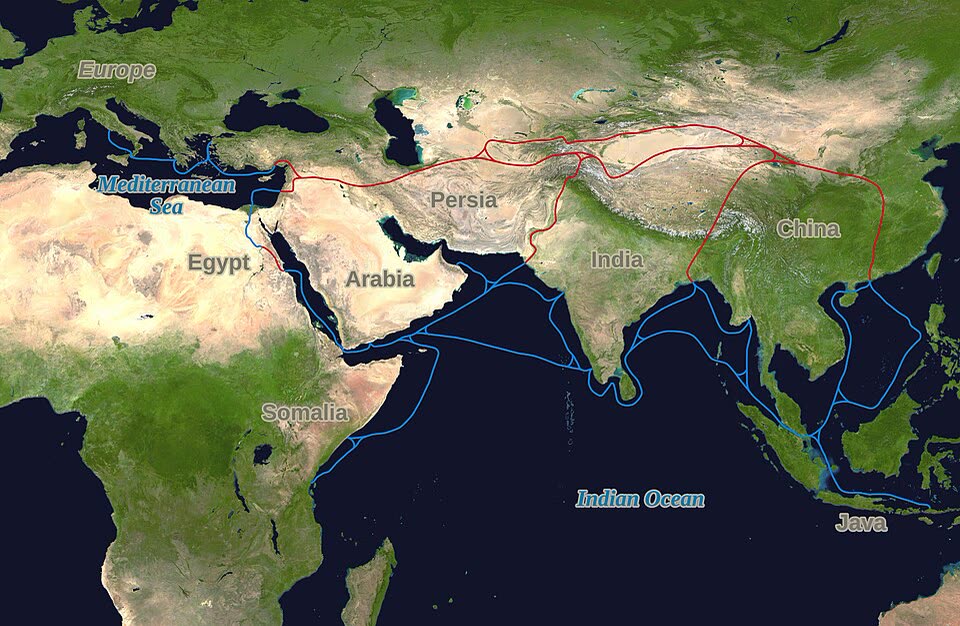 Europe
Mediterranean
Sea
Persia
China
Egypt
Arabia
India
Somalia
Indian Ocean
Java